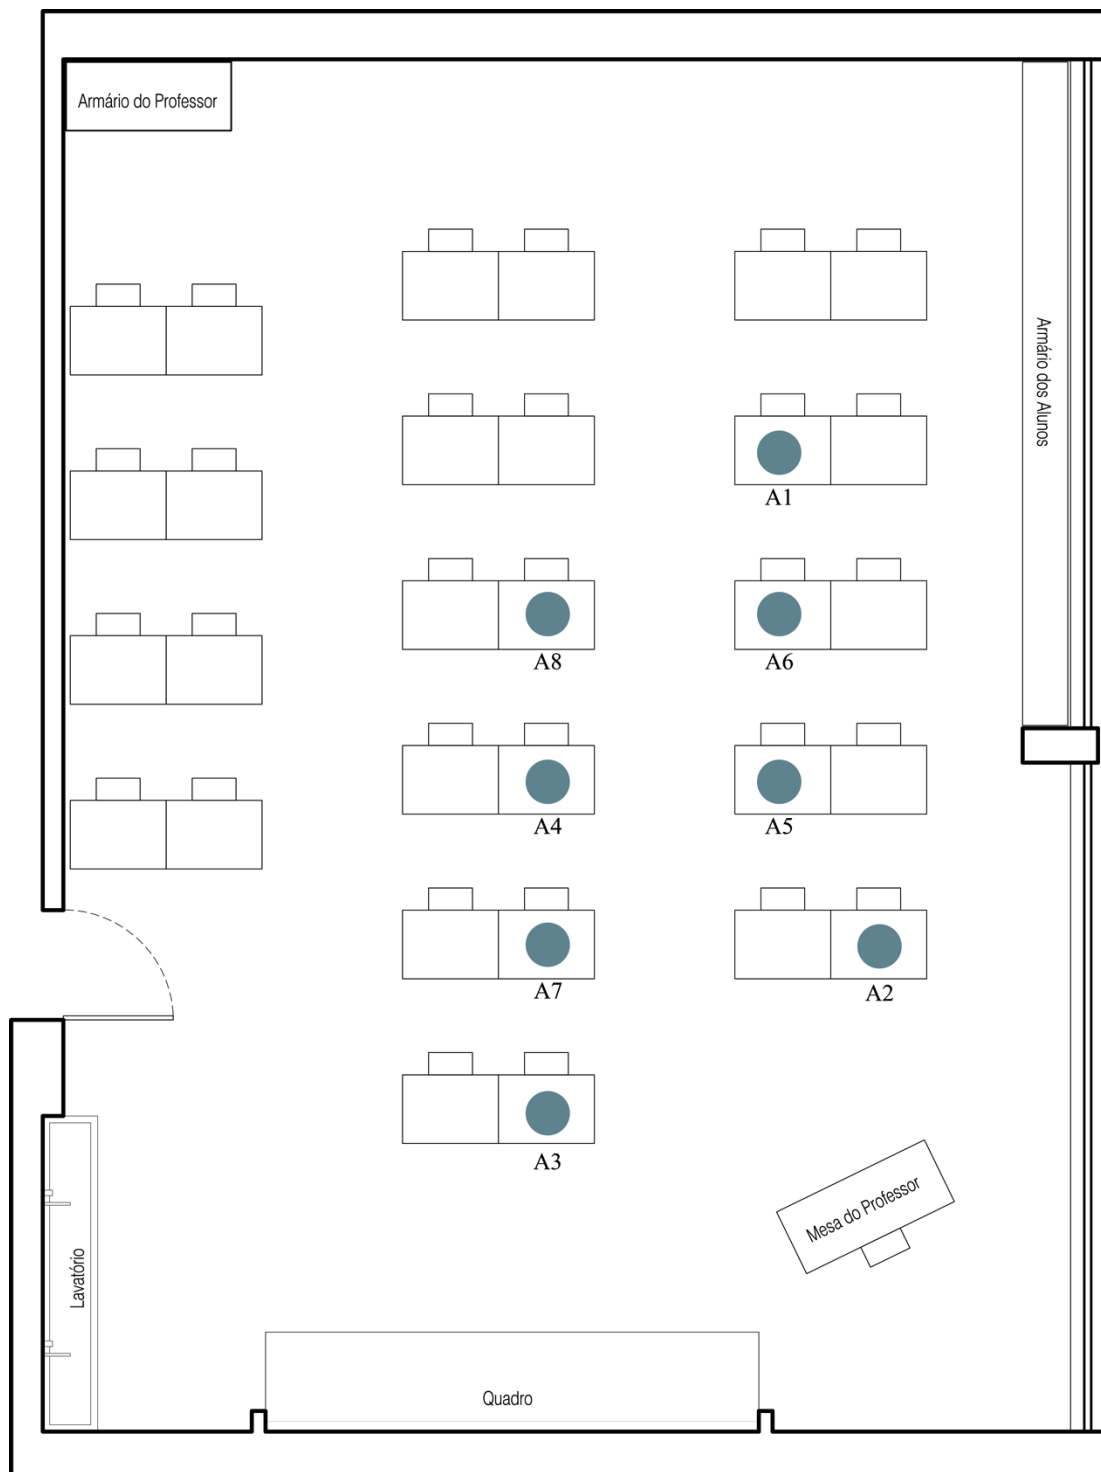 Armário do Professor
Armário dos Alunos
A1
A8
A6
A4
A5
A7
A2
A3
Mesa do Professor
Lavatório
Quadro